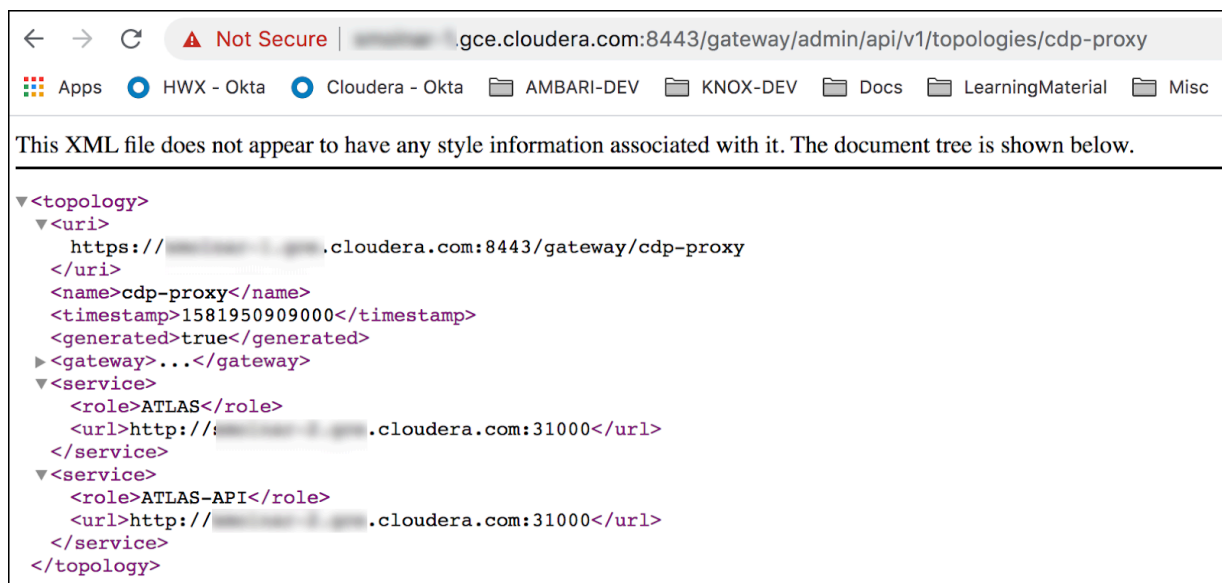 Not Secure .gce.cloudera.com:8443/gateway/admin/api/v1/topologies/cdp-proxy
Apps HWX - Okta Cloudera - Okta AMBARI-DEV KNOX-DEV Docs LearningMaterial Misc
This XML file does not appear to have any style information associated with it. The document tree is shown below.
<topology>
<uri>
https://.cloudera.com:8443/gateway/cdp-proxy
</uri>
<name>cdp-proxy</name>
<timestamp>1581950909000</timestamp>
<generated>true</generated>
<gateway>...</gateway>
<service>
<role>ATLAS</role>
<url>http://.cloudera.com:31000</url>
</service>
<service>
<role>ATLAS-API</role>
<url>http://.cloudera.com:31000</url>
</service>
</topology>